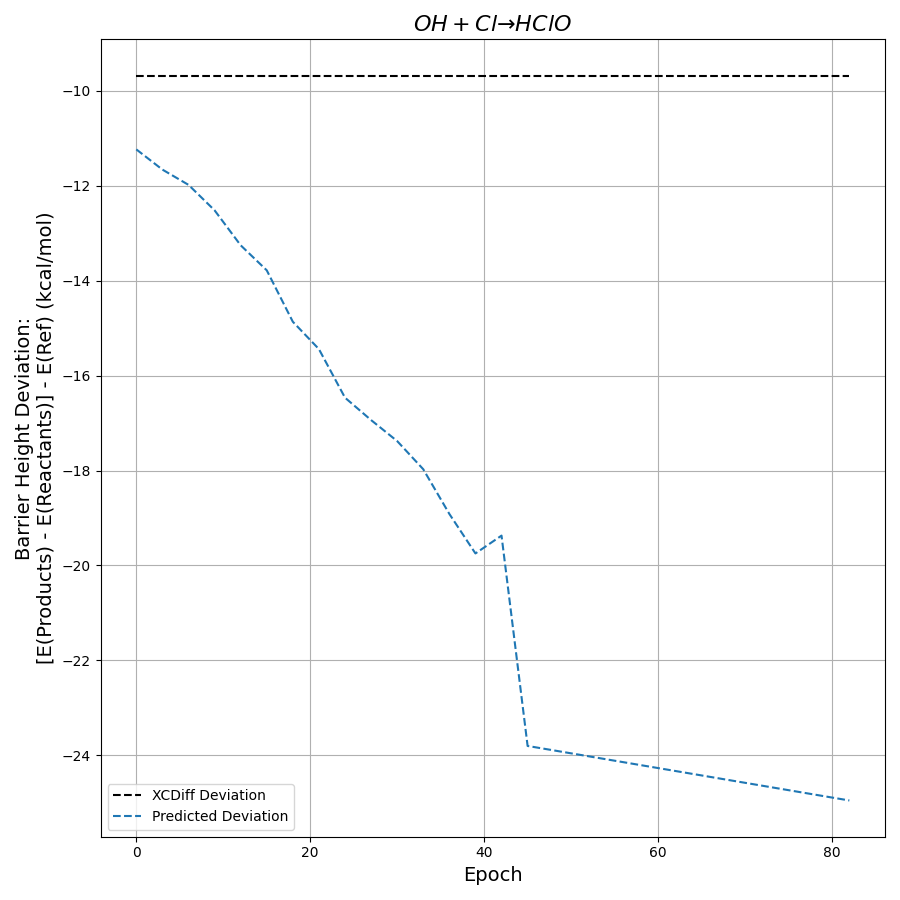 OH + Cl→HClO
Barrier Height Deviation:
[E(Products) - E(Reactants)] - E(Ref) (kcal/mol)
−10
−12
−14
−16
−18
−20
−22
−24
XCDiff Deviation
Predicted Deviation
0
20
40
60
80
Epoch